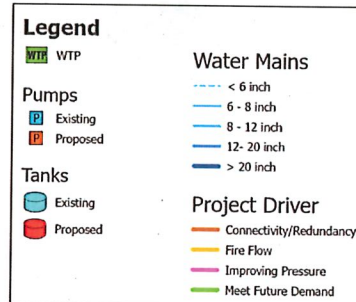 Legend
WTP WTP
Pumps
P Existing
P Proposed
Tanks
Existing
Proposed
Water Mains
< 6 inch
6 - 8 inch
8 - 12 inch
12- 20 inch
> 20 inch
Project Driver
Connectivity/Redundancy
Fire Flow
Improving Pressure
Meet Future Demand